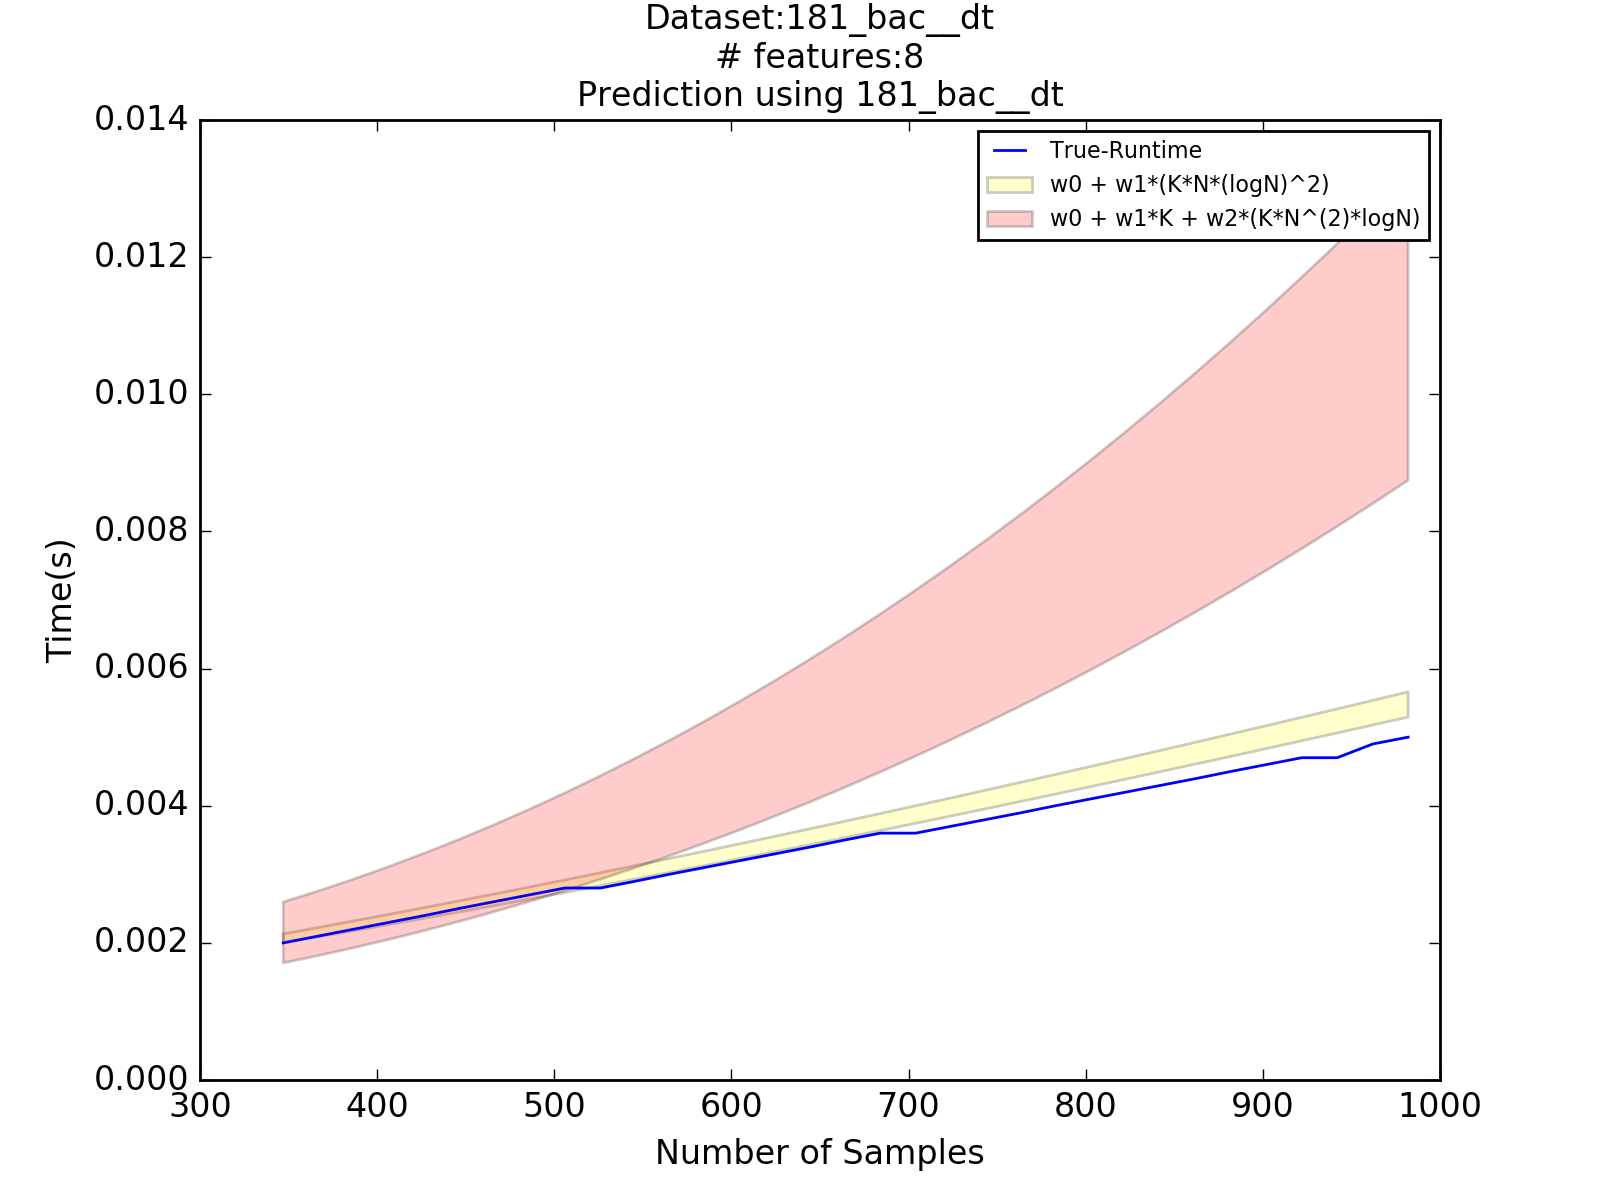 Dataset:181_bac__dt
# features:8
Prediction using 181_bac__dt
0.014
0.012
0.010
0.008
0.006
0.004
0.002
0.000
Time(s)
True-Runtime
w0 + w1*(K*N*(logN)^2)
w0 + w1*K + w2*(K*N^(2)*logN)
300 400 500 600 700 800 900 1000
Number of Samples